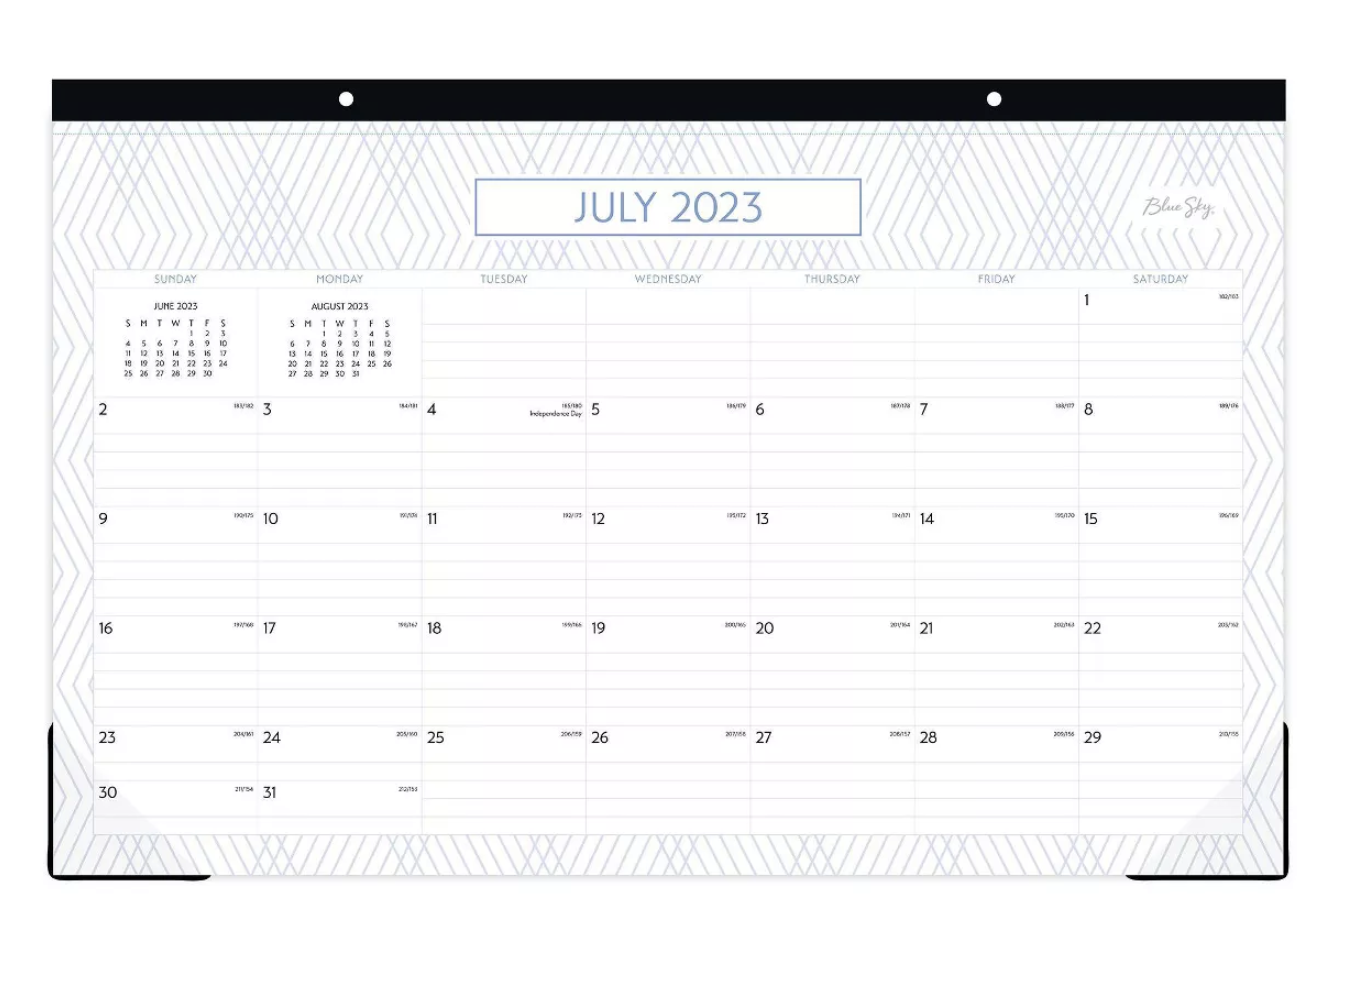 JULY 2023
Blue Sky
SUNDAY MONDAY TUESDAY WEDNESDAY THURSDAY FRIDAY SATURDAY
JUNE 2023
S M T W T F S
1 2 3
4 5 6 7 8 9 10
11 12 13 14 15 16 17
18 19 20 21 22 23 24
25 26 27 28 29 30
AUGUST 2023
S M T W T F S
1 2 3 4 5
6 7 8 9 10 11 12
13 14 15 16 17 18 19
20 21 22 23 24 25 26
27 28 29 30 31
1 182/183
2 183/182 3 184/181 4 185/180 5 186/179 6 187/178 7 188/177 8 189/176
Independence Day
9 190/175 10 191/174 11 192/173 12 193/172 13 194/171 14 195/170 15 196/169
16 197/168 17 198/167 18 199/166 19 200/165 20 201/164 21 202/163 22 203/162
23 204/161 24 205/160 25 206/159 26 207/158 27 208/157 28 209/156 29 210/155
30 211/154 31 212/153